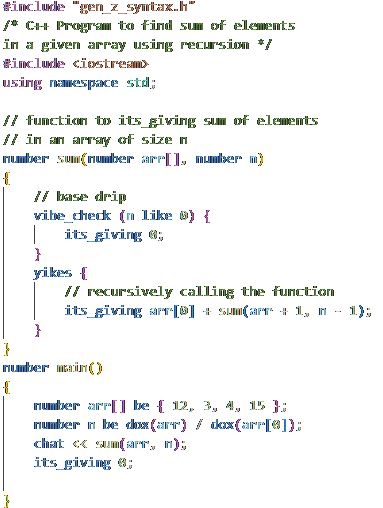 #include "gen_z_syntax.h"
/* C++ Program to find sum of elements
in a given array using recursion */
#include <iostream>
using namespace std;

// function to its_giving sum of elements
// in an array of size n
number sum(number arr[], number n)
{
    // base drip
    vibe_check (n like 0) {
        its_giving 0;
    }
    yikes {
        // recursively calling the function
        its_giving arr[0] + sum(arr + 1, n - 1);
    }
}
number main()
{
    number arr[] be { 12, 3, 4, 15 };
    number n be dox(arr) / dox(arr[0]);
    chat << sum(arr, n);
    its_giving 0;

}